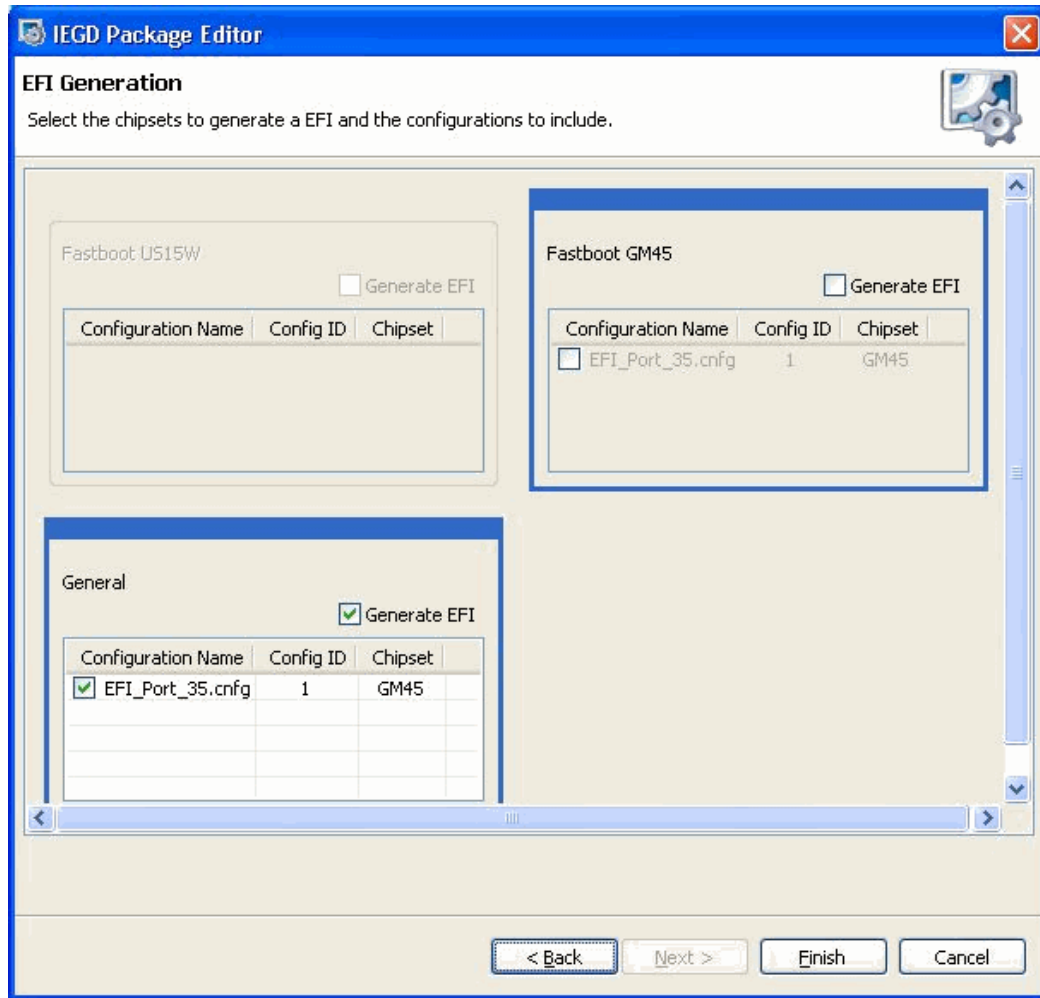 IEGD Package Editor
EFI Generation
Select the chipsets to generate a EFI and the configurations to include.
Fastboot US15W
Generate EFI
Configuration Name Config ID Chipset
Fastboot GM45
Generate EFI
Configuration Name Config ID Chipset
EFI_Port_35.cnfg 1 GM45
General
Generate EFI
Configuration Name Config ID Chipset
EFI_Port_35.cnfg 1 GM45
< Back Next > Finish Cancel